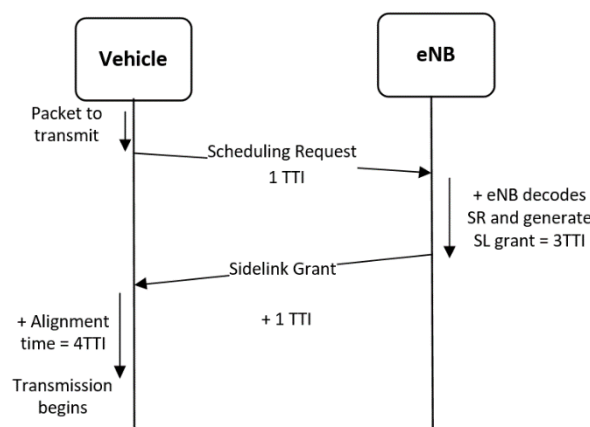 Vehicle
eNB
Packet to
transmit
Scheduling Request
1 TTI
+ eNB decodes
SR and generate
SL grant = 3TTI
Sidelink Grant
+ 1 TTI
+ Alignment
time = 4TTI
Transmission
begins